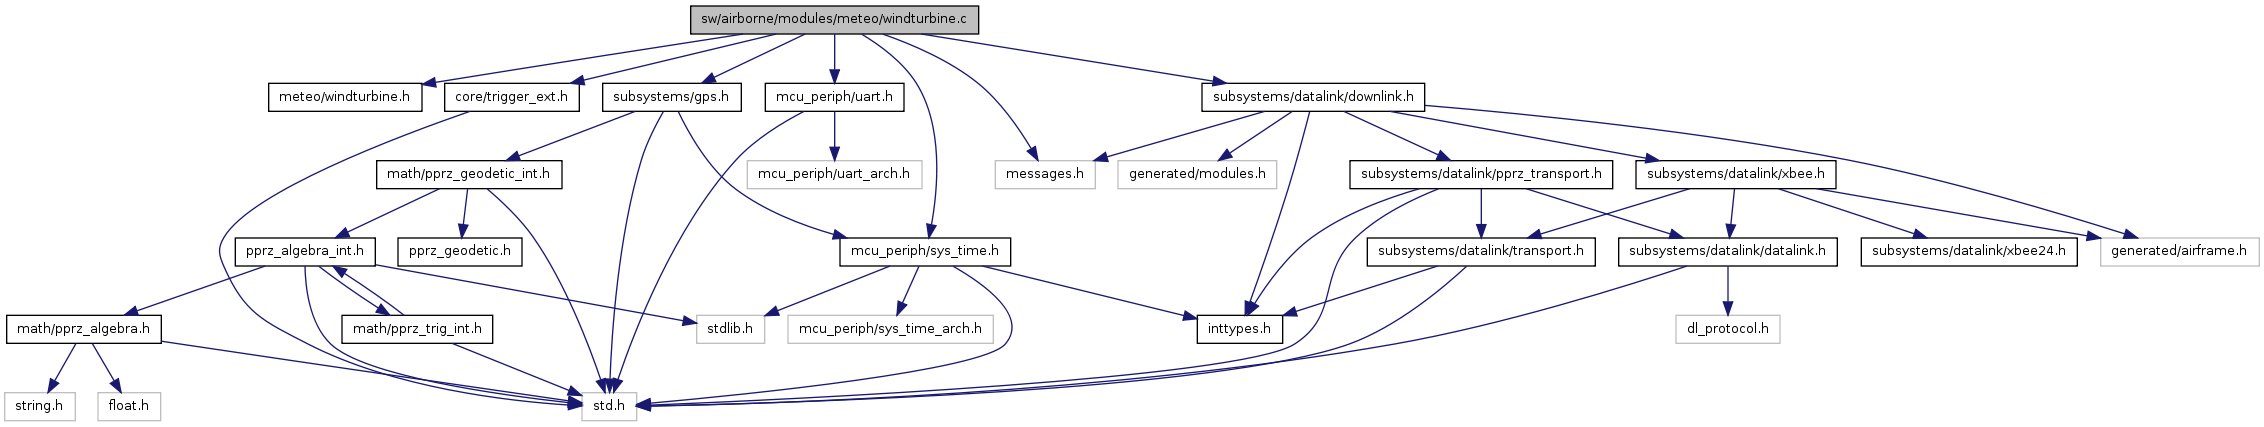 sw/airborne/modules/meteo/windturbine.c
meteo/windturbine.h
core/trigger_ext.h
subsystems/gps.h
mcu_periph/uart.h
subsystems/datalink/downlink.h
math/pprz_geodetic_int.h
mcu_periph/uart_arch.h
messages.h
generated/modules.h
subsystems/datalink/pprz_transport.h
subsystems/datalink/xbee.h
pprz_algebra_int.h
pprz_geodetic.h
mcu_periph/sys_time.h
subsystems/datalink/transport.h
subsystems/datalink/datalink.h
subsystems/datalink/xbee24.h
generated/airframe.h
math/pprz_algebra.h
math/pprz_trig_int.h
stdlib.h
mcu_periph/sys_time_arch.h
inttypes.h
dl_protocol.h
string.h
float.h
std.h